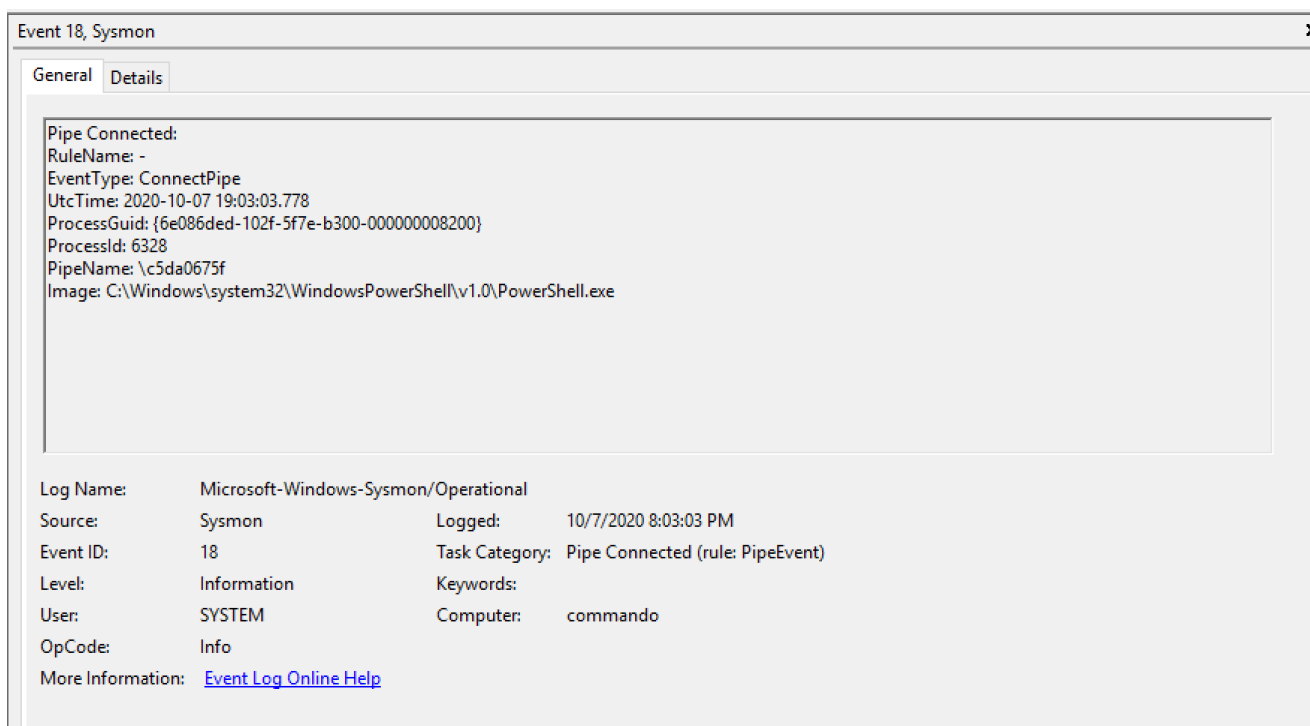 Event 18, Sysmon
General Details
Pipe Connected:
RuleName: -
EventType: ConnectPipe
UtcTime: 2020-10-07 19:03:03.778
ProcessGuid: {6e086ded-102f-5f7e-b300-000000008200}
ProcessId: 6328
PipeName: \c5da0675f
Image: C:\Windows\system32\WindowsPowerShell\v1.0\PowerShell.exe
Log Name: Microsoft-Windows-Sysmon/Operational
Source: Sysmon Logged: 10/7/2020 8:03:03 PM
Event ID: 18 Task Category: Pipe Connected (rule: PipeEvent)
Level: Information Keywords:
User: SYSTEM Computer: commando
OpCode: Info
More Information: Event Log Online Help